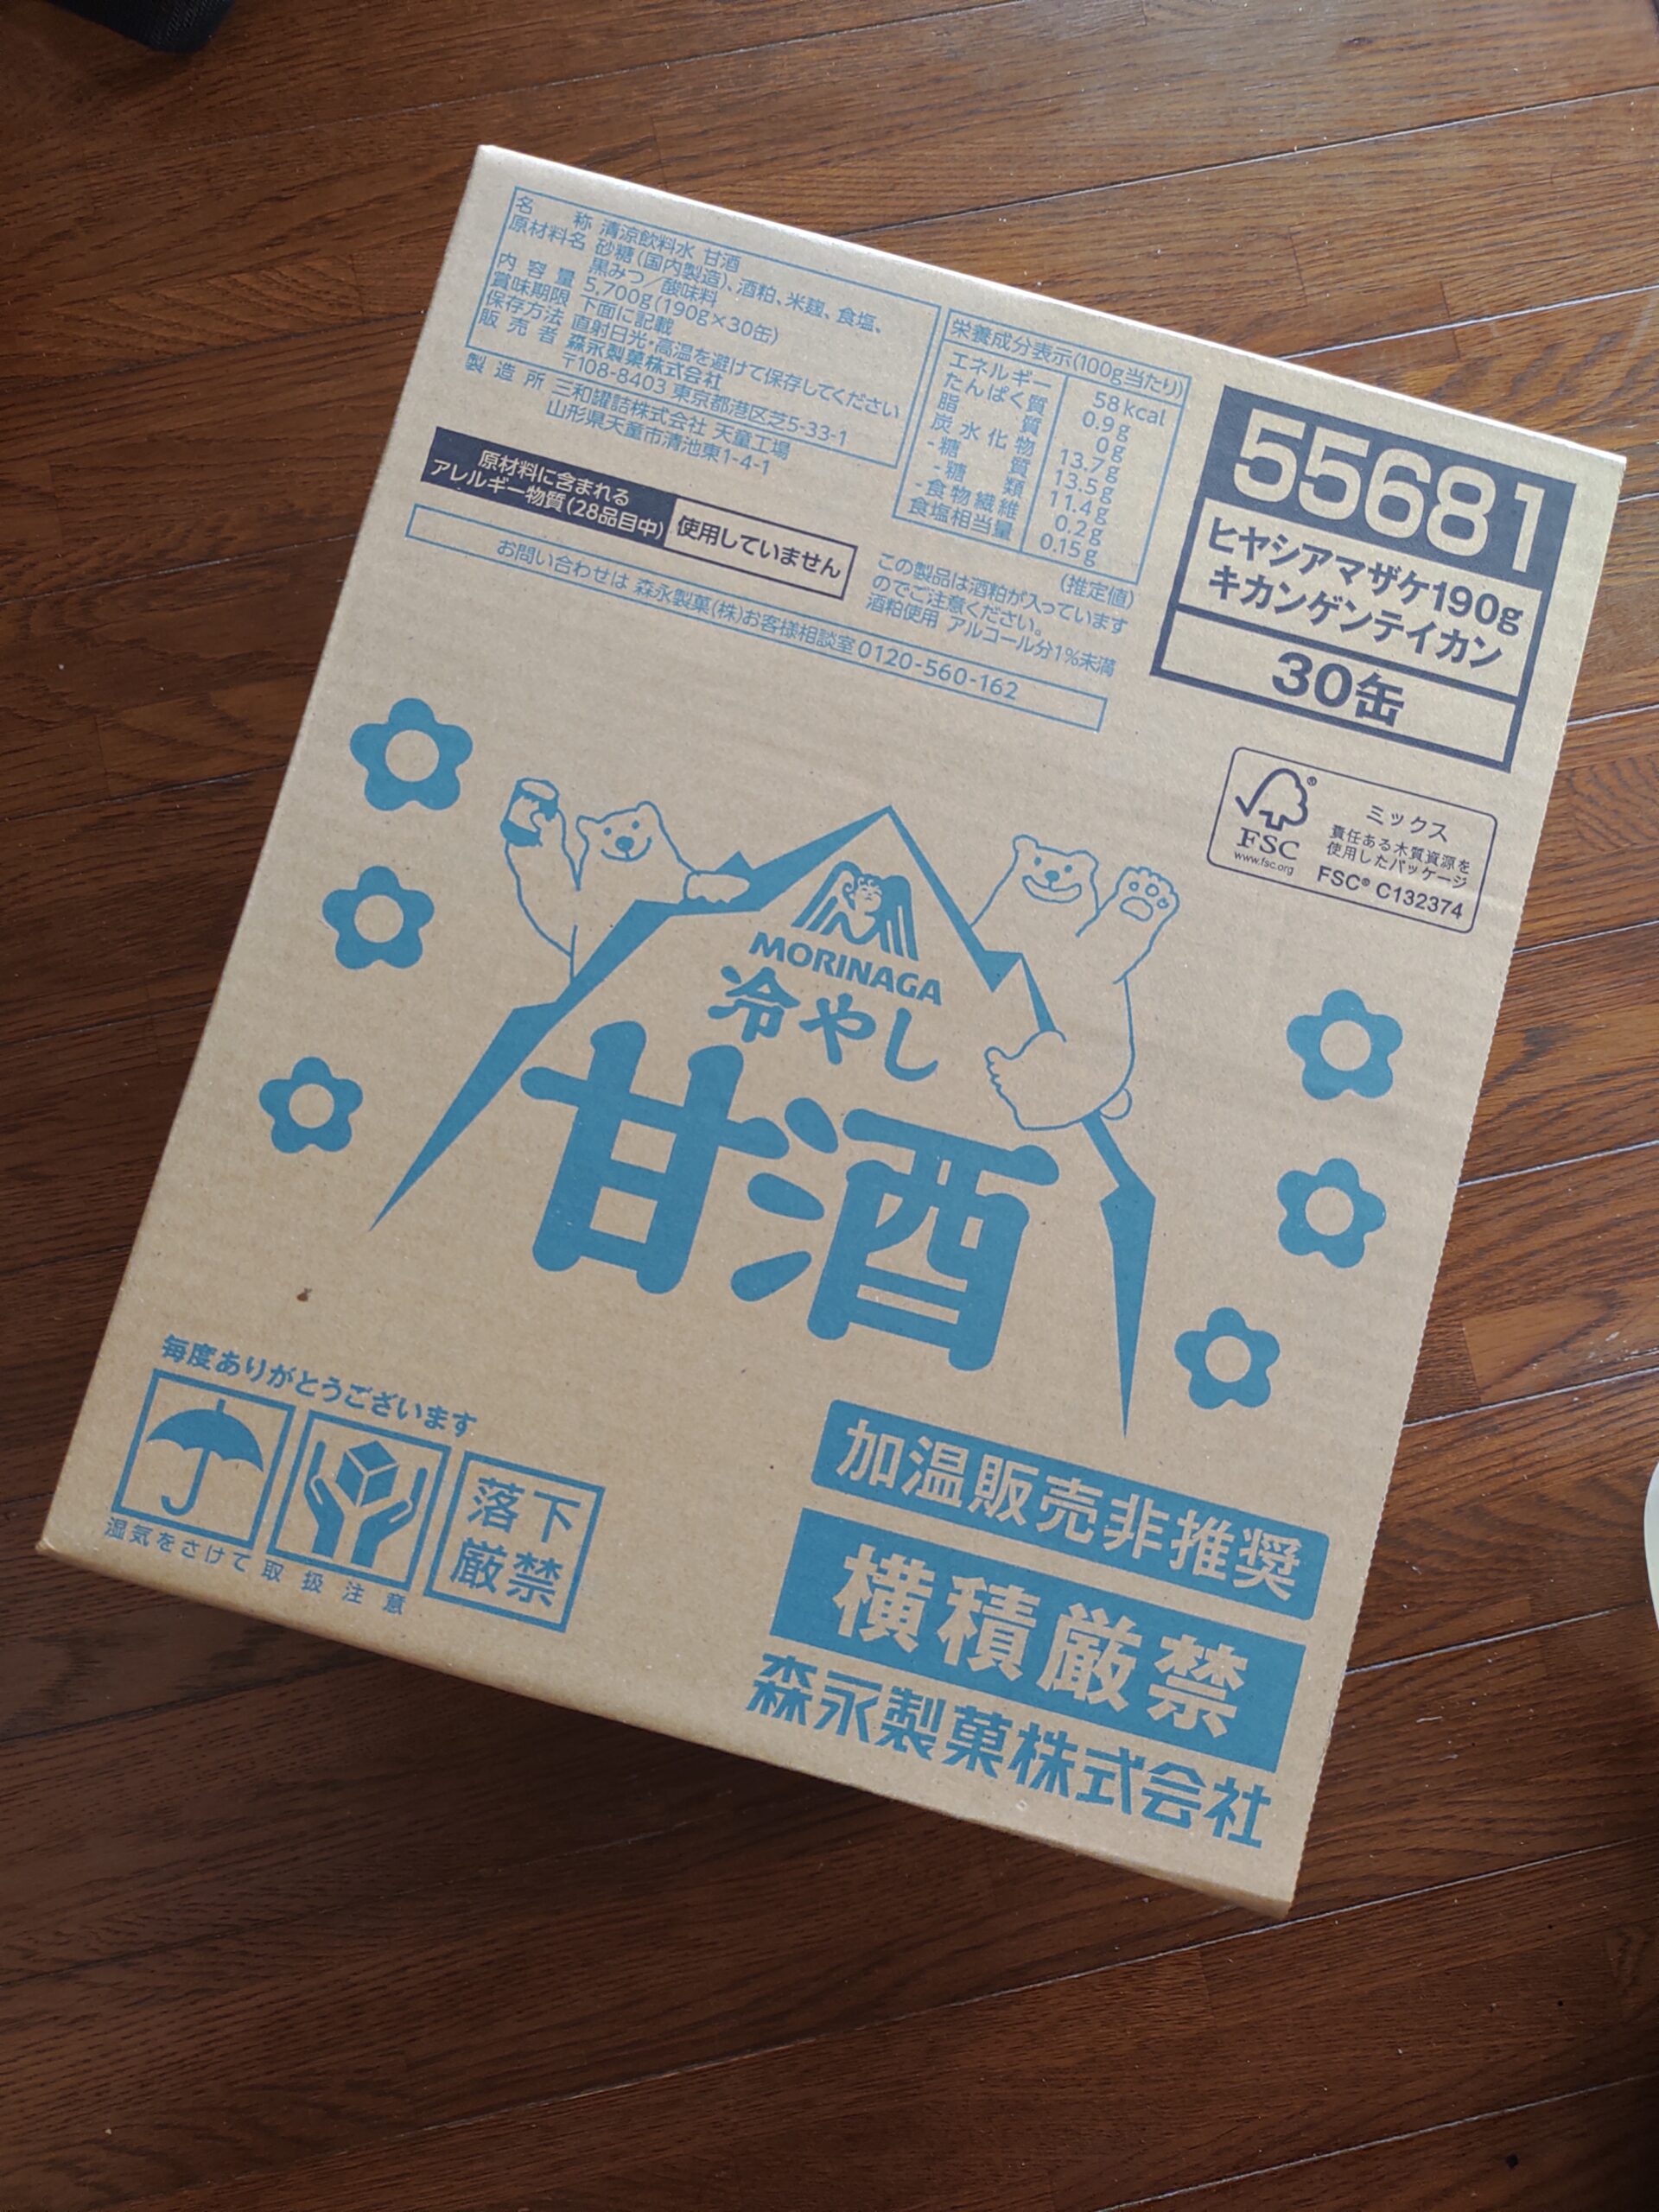 名称 清涼飲料水 甘酒
原材料名 砂糖(国内製造)、酒粕、米麹、食塩、
黒みつ/酸味料
内容量 5,700g(190g×30缶)
賞味期限 下面に記載
保存方法 直射日光・高温を避けて保存してください
販売者 森永製菓株式会社
〒108-8403 東京都港区芝5-33-1
製造所 三和罐詰株式会社 天童工場
山形県天童市清池東1-4-1
栄養成分表示(100g当たり)
エネルギー 58kcal
たんぱく質 0.9g
脂質 0g
炭水化物 13.7g
-糖質 13.5g
-糖類 11.4g
-食物繊維 0.2g
食塩相当量 0.15g
(推定値)
原材料に含まれる
アレルギー物質(28品目中)
使用していません
この製品は酒粕が入っています
のでご注意ください。
酒粕使用 アルコール分1%未満
お問い合わせは 森永製菓(株)お客様相談室 0120-560-162
55681
ヒヤシアマザケ190g
キカンゲンテイカン
30缶
FSC®
www.fsc.org
ミックス
責任ある木質資源を
使用したパッケージ
FSC® C132374
MORINAGA
冷やし
甘酒
毎度ありがとうございます
湿気をさけて
取扱注意
落下
厳禁
加温販売非推奨
横積厳禁
森永製菓株式会社